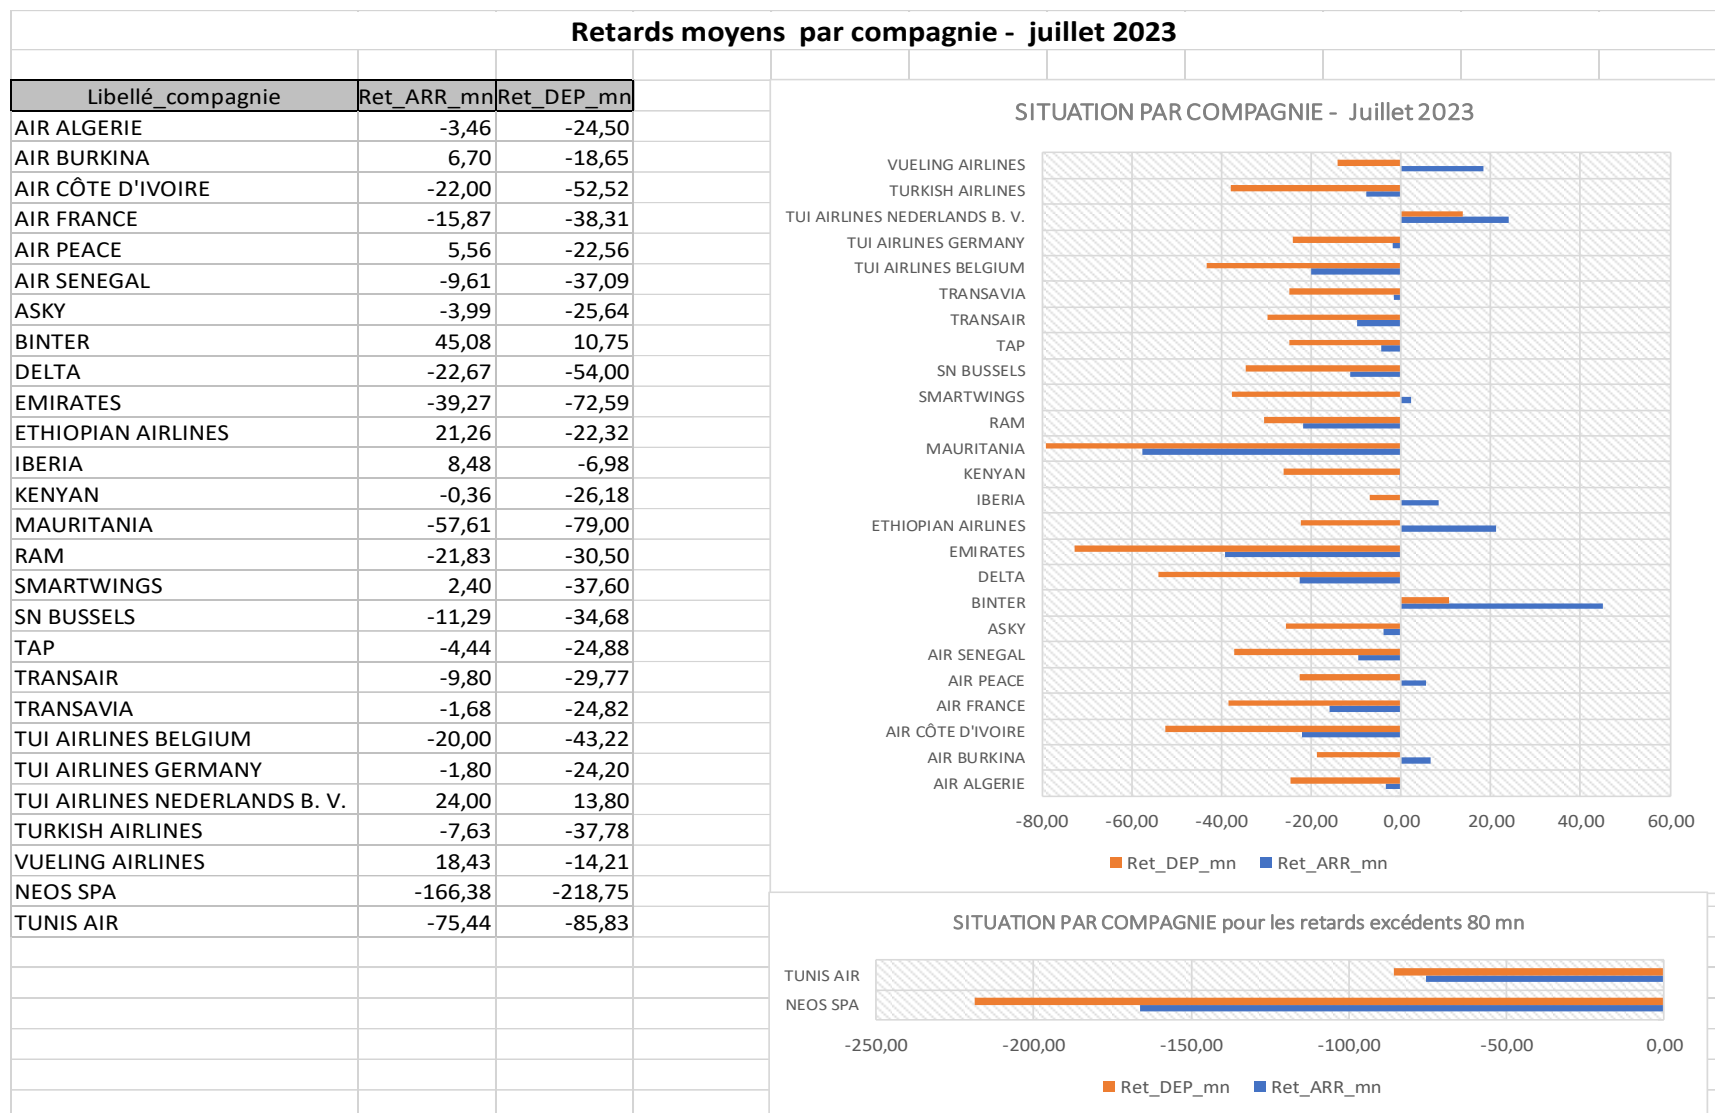 Retards moyens par compagnie - juillet 2023
Libellé_compagnie Ret_ARR_mn Ret_DEP_mn
AIR ALGERIE -3,46 -24,50
AIR BURKINA 6,70 -18,65
AIR CÔTE D'IVOIRE -22,00 -52,52
AIR FRANCE -15,87 -38,31
AIR PEACE 5,56 -22,56
AIR SENEGAL -9,61 -37,09
ASKY -3,99 -25,64
BINTER 45,08 10,75
DELTA -22,67 -54,00
EMIRATES -39,27 -72,59
ETHIOPIAN AIRLINES 21,26 -22,32
IBERIA 8,48 -6,98
KENYAN -0,36 -26,18
MAURITANIA -57,61 -79,00
RAM -21,83 -30,50
SMARTWINGS 2,40 -37,60
SN BUSSELS -11,29 -34,68
TAP -4,44 -24,88
TRANSAIR -9,80 -29,77
TRANSAVIA -1,68 -24,82
TUI AIRLINES BELGIUM -20,00 -43,22
TUI AIRLINES GERMANY -1,80 -24,20
TUI AIRLINES NEDERLANDS B. V. 24,00 13,80
TURKISH AIRLINES -7,63 -37,78
VUELING AIRLINES 18,43 -14,21
NEOS SPA -166,38 -218,75
TUNIS AIR -75,44 -85,83
SITUATION PAR COMPAGNIE - Juillet 2023
VUELING AIRLINES
TURKISH AIRLINES
TUI AIRLINES NEDERLANDS B. V.
TUI AIRLINES GERMANY
TUI AIRLINES BELGIUM
TRANSAVIA
TRANSAIR
TAP
SN BUSSELS
SMARTWINGS
RAM
MAURITANIA
KENYAN
IBERIA
ETHIOPIAN AIRLINES
EMIRATES
DELTA
BINTER
ASKY
AIR SENEGAL
AIR PEACE
AIR FRANCE
AIR CÔTE D'IVOIRE
AIR BURKINA
AIR ALGERIE
-80,00 -60,00 -40,00 -20,00 0,00 20,00 40,00 60,00
Ret_DEP_mn Ret_ARR_mn
SITUATION PAR COMPAGNIE pour les retards excédents 80 mn
TUNIS AIR
NEOS SPA
-250,00 -200,00 -150,00 -100,00 -50,00 0,00
Ret_DEP_mn Ret_ARR_mn